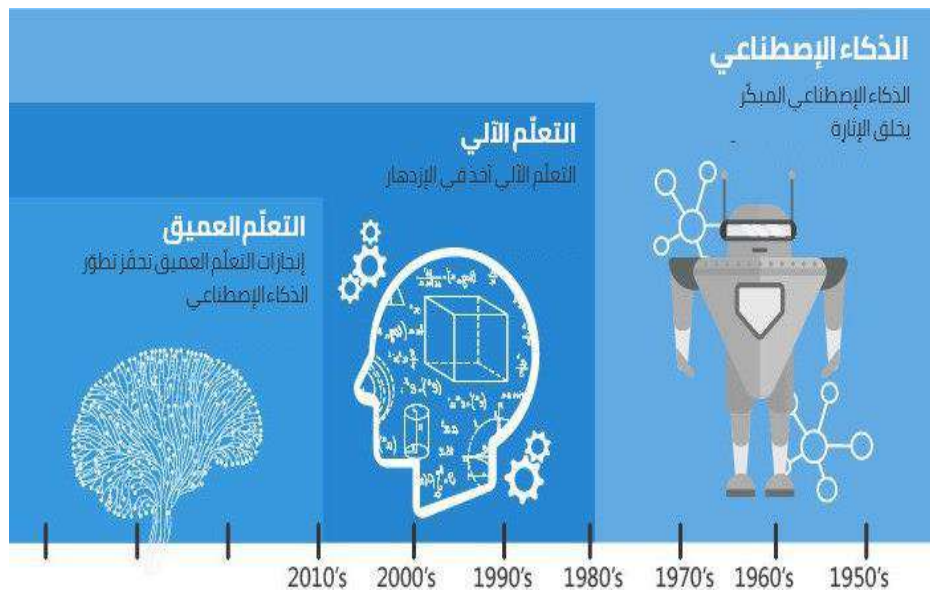 الذكاء الإصطناعي
الذكاء الإصطناعي المبكّر
يخلق الإثارة
التعلّم الآلي
التعلّم الآلي آخذ في الإزدهار
التعلّم العميق
إنجازات التعلّم العميق تحفّز تطوّر
الذكاء الإصطناعي
1950's
1960's
1970's
1980's
1990's
2000's
2010's